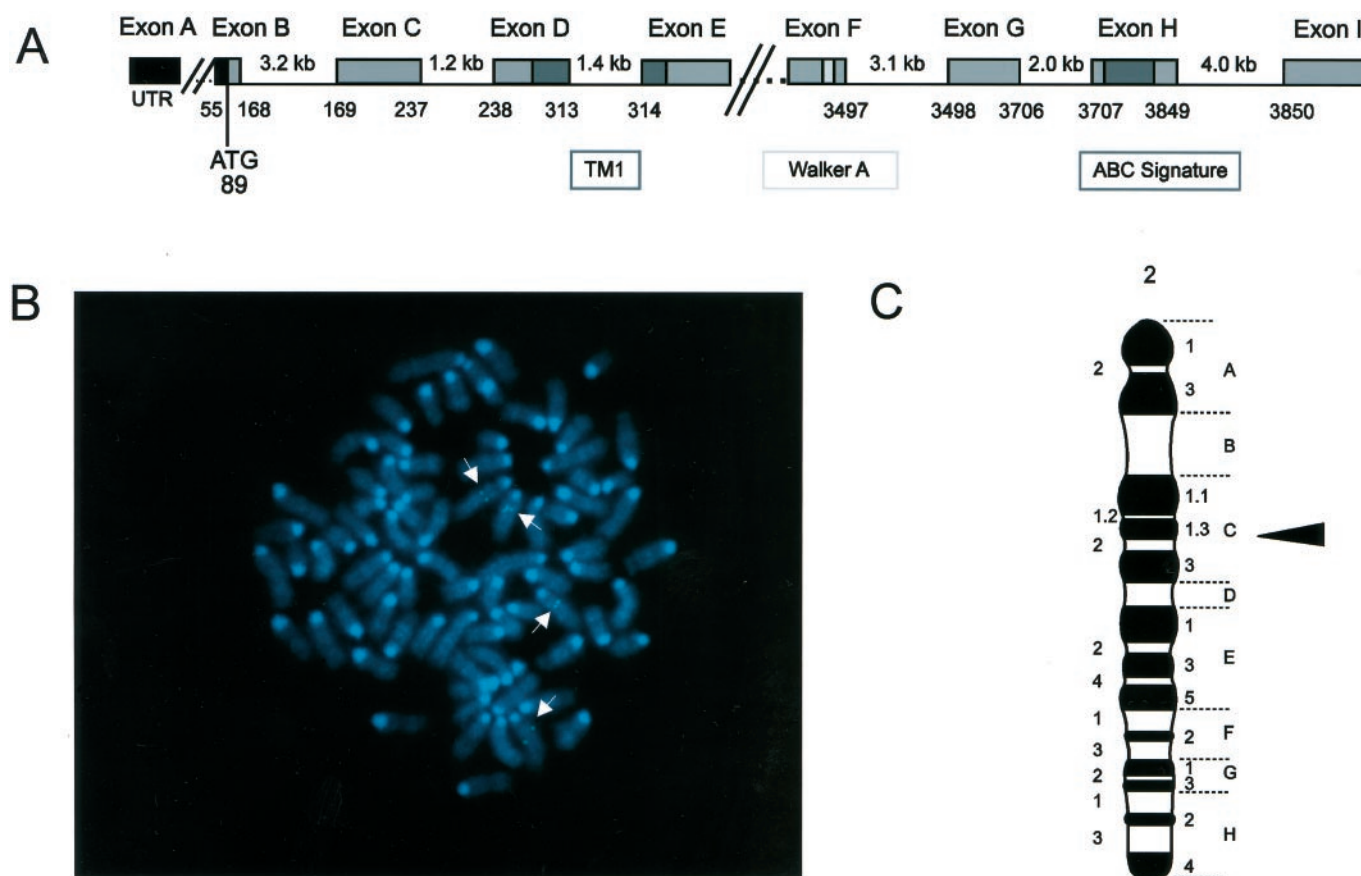 A
Exon A Exon B Exon C Exon D Exon E Exon F Exon G Exon H Exon I
3.2 kb 1.2 kb 1.4 kb 3.1 kb 2.0 kb 4.0 kb
UTR
55 168 169 237 238 313 314 3497 3498 3706 3707 3849 3850
ATG
89
TM1
Walker A
ABC Signature
B
C
2
1
2
A
3
B
1.1
1.2
1.3
C
2
3
D
1
2
3
E
4
5
1
F
2
3
1
2
G
3
1
2
3
H
4